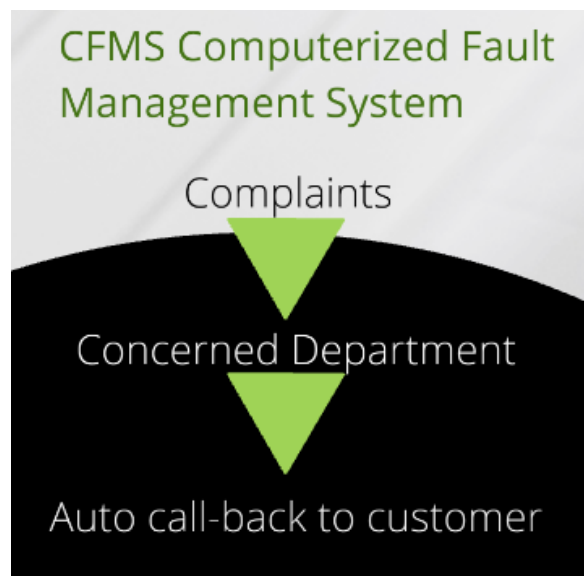 CFMS Computerized Fault
Management System
Complaints
Concerned Department
Auto call-back to customer